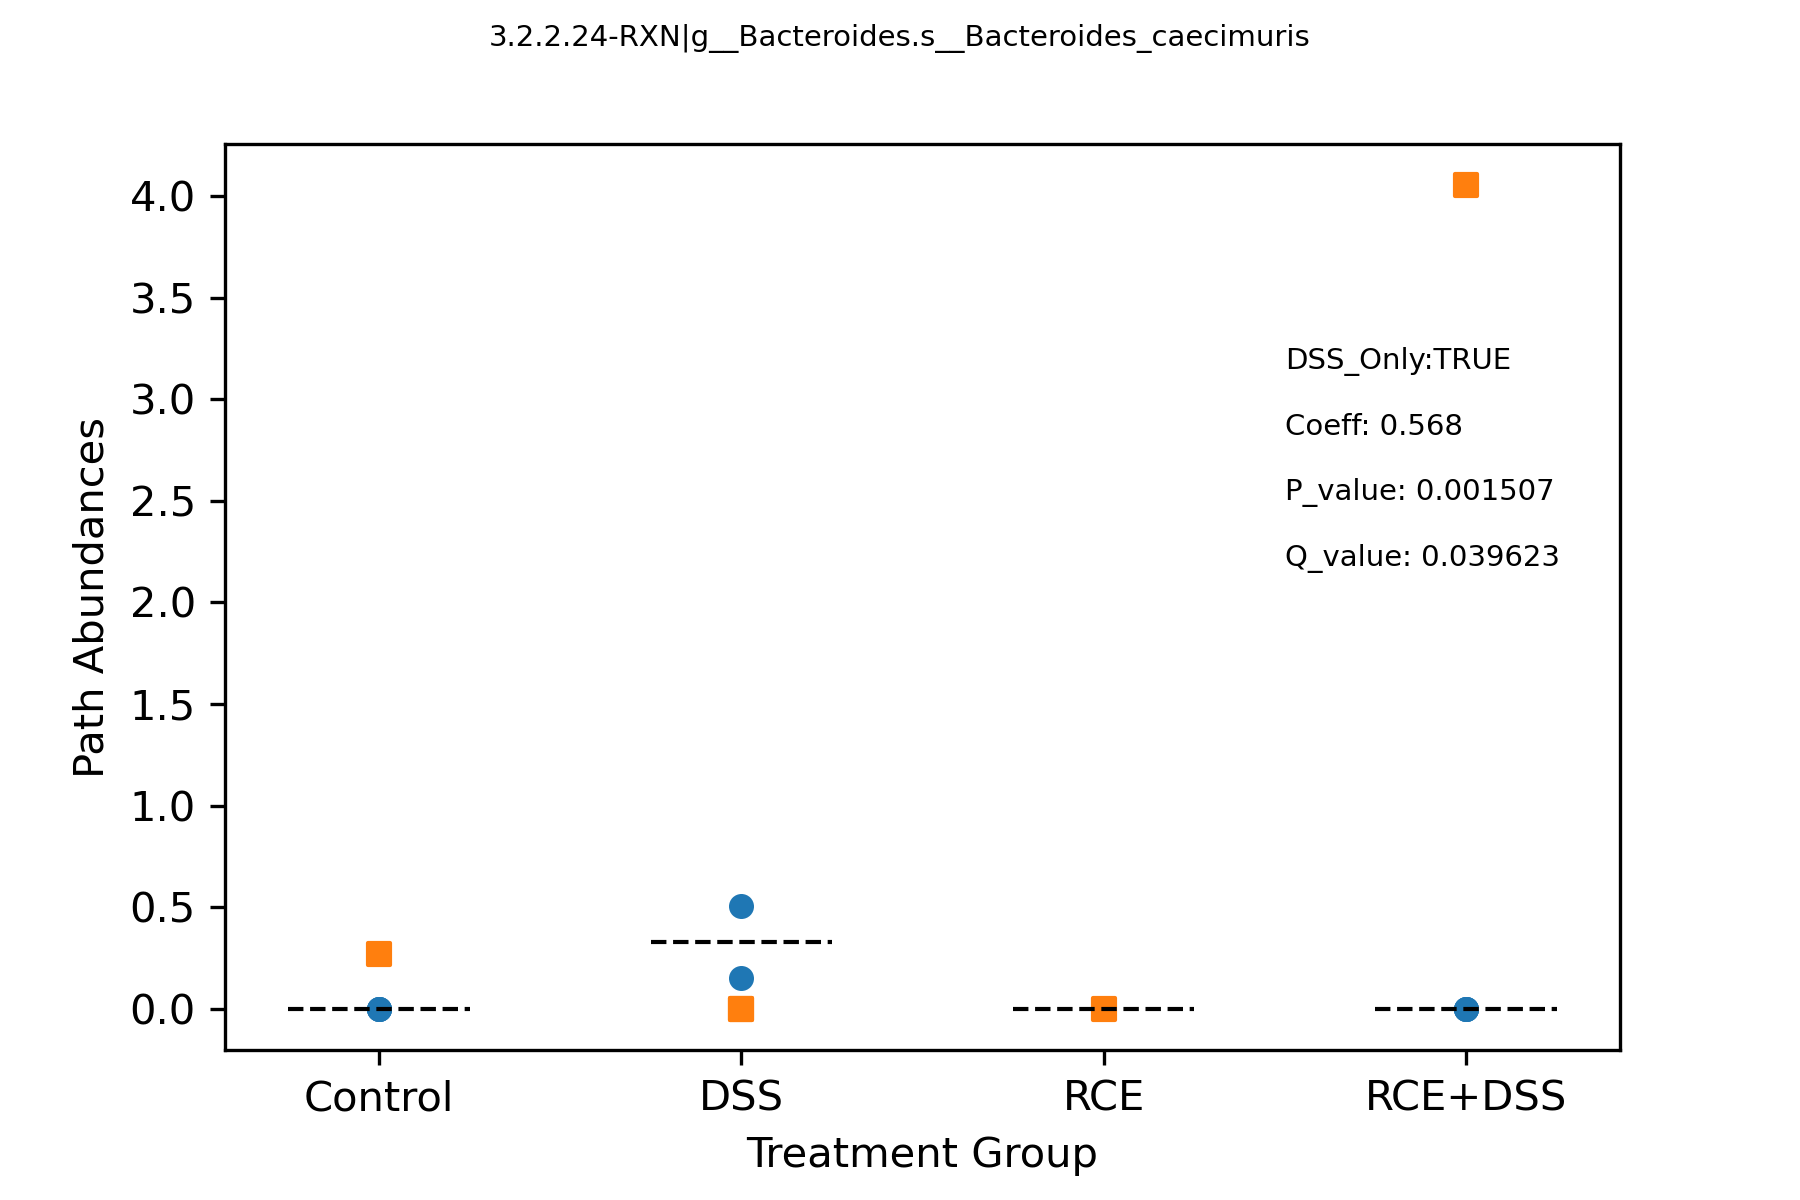 3.2.2.24-RXN|g__Bacteroides.s__Bacteroides_caecimuris
4.0
3.5
3.0
2.5
2.0
1.5
1.0
0.5
0.0
Path Abundances
DSS_Only:TRUE
Coeff: 0.568
P_value: 0.001507
Q_value: 0.039623
Control
DSS
RCE
RCE+DSS
Treatment Group